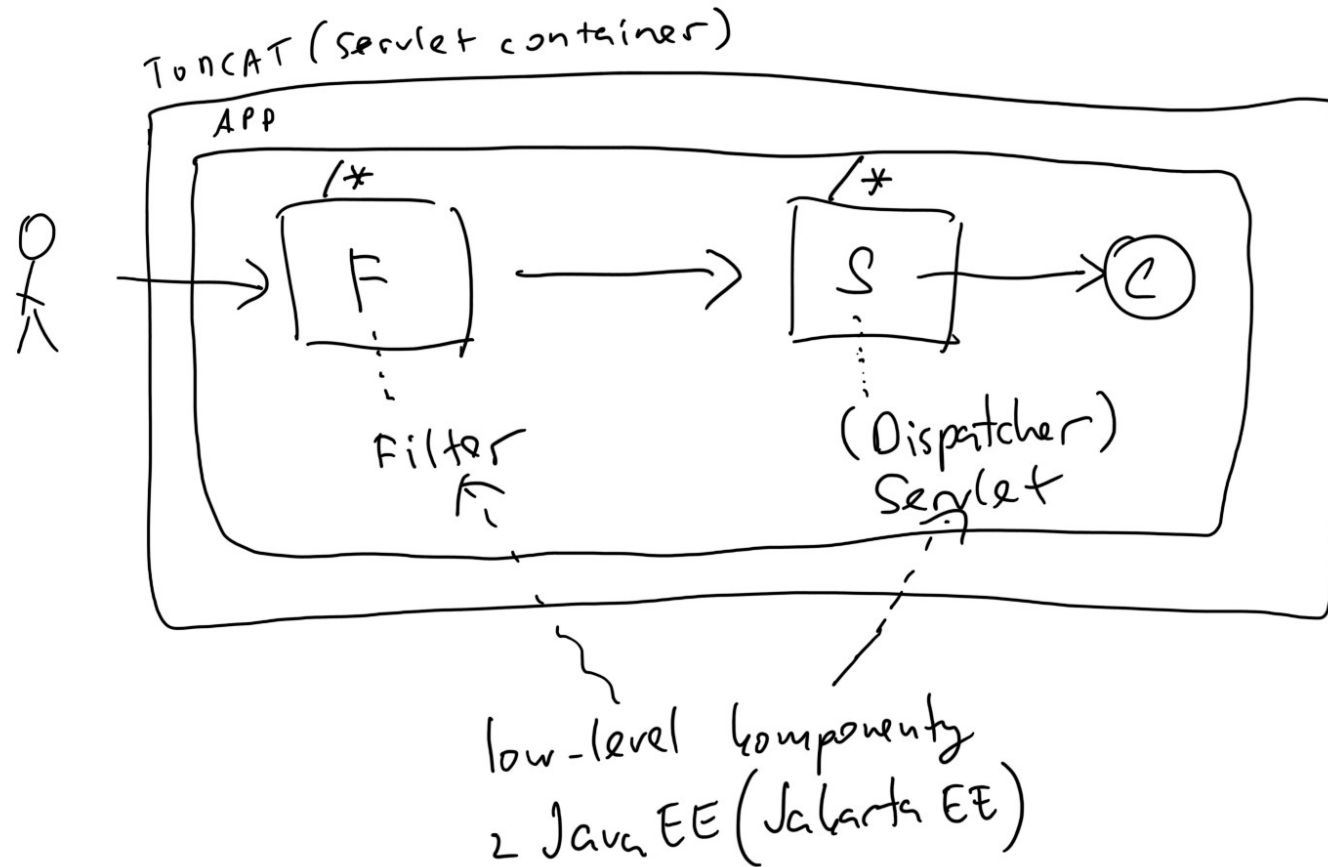 TOMCAT (servlet container)
APP
/*
/*
F
S
C
Filter
(Dispatcher)
Servlet
low-level komponenty
z Java EE (Jakarta EE)